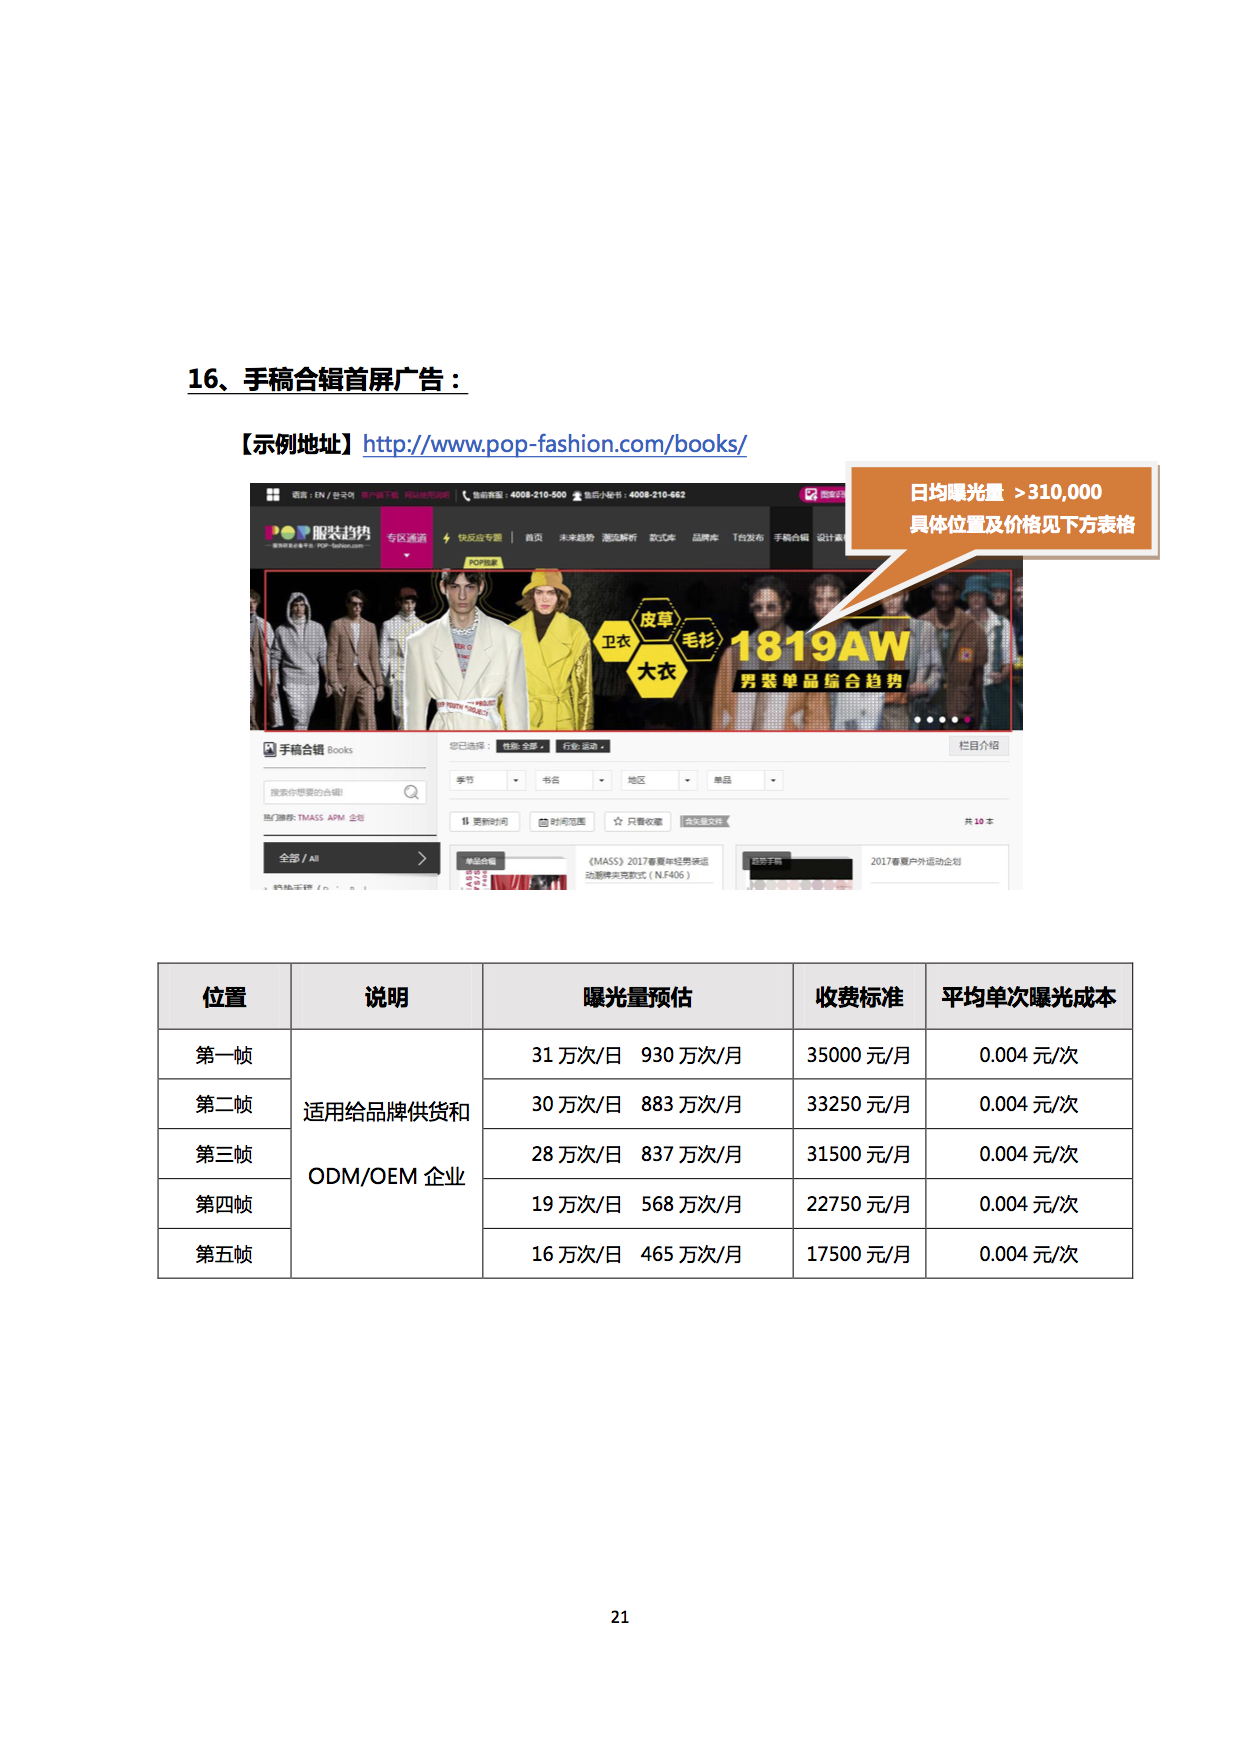 16、手稿合辑首屏广告：
【示例地址】http://www.pop-fashion.com/books/
日均曝光量 >310,000
具体位置及价格见下方表格
语言：EN / 한국어 客户端下载 网站使用说明 售前客服：4008-210-500 售后小秘书：4008-210-662
POP服装趋势 专区通道 快反应专题 首页 未来趋势 潮流解析 款式库 品牌库 T台发布 手稿合辑
POP独家
皮草
卫衣 毛衫
大衣
1819AW
男装单品综合趋势
手稿合辑 Books 您已选择： 性别: 全部 行业: 运动 栏目介绍
季节 书名 地区 单品
搜索你想要的合辑!
热门推荐: TMASS APM 企划 更新时间 时间范围 只看收藏 含矢量文件 共 10 本
全部 / All
单品合辑 《MASS》2017春夏年轻男装运
动潮牌夹克款式（N.F406）
趋势手稿 2017春夏户外运动企划
位置 说明 曝光量预估 收费标准 平均单次曝光成本
第一帧 31 万次/日 930 万次/月 35000 元/月 0.004 元/次
第二帧 30 万次/日 883 万次/月 33250 元/月 0.004 元/次
适用给品牌供货和
第三帧 28 万次/日 837 万次/月 31500 元/月 0.004 元/次
ODM/OEM 企业
第四帧 19 万次/日 568 万次/月 22750 元/月 0.004 元/次
第五帧 16 万次/日 465 万次/月 17500 元/月 0.004 元/次
21